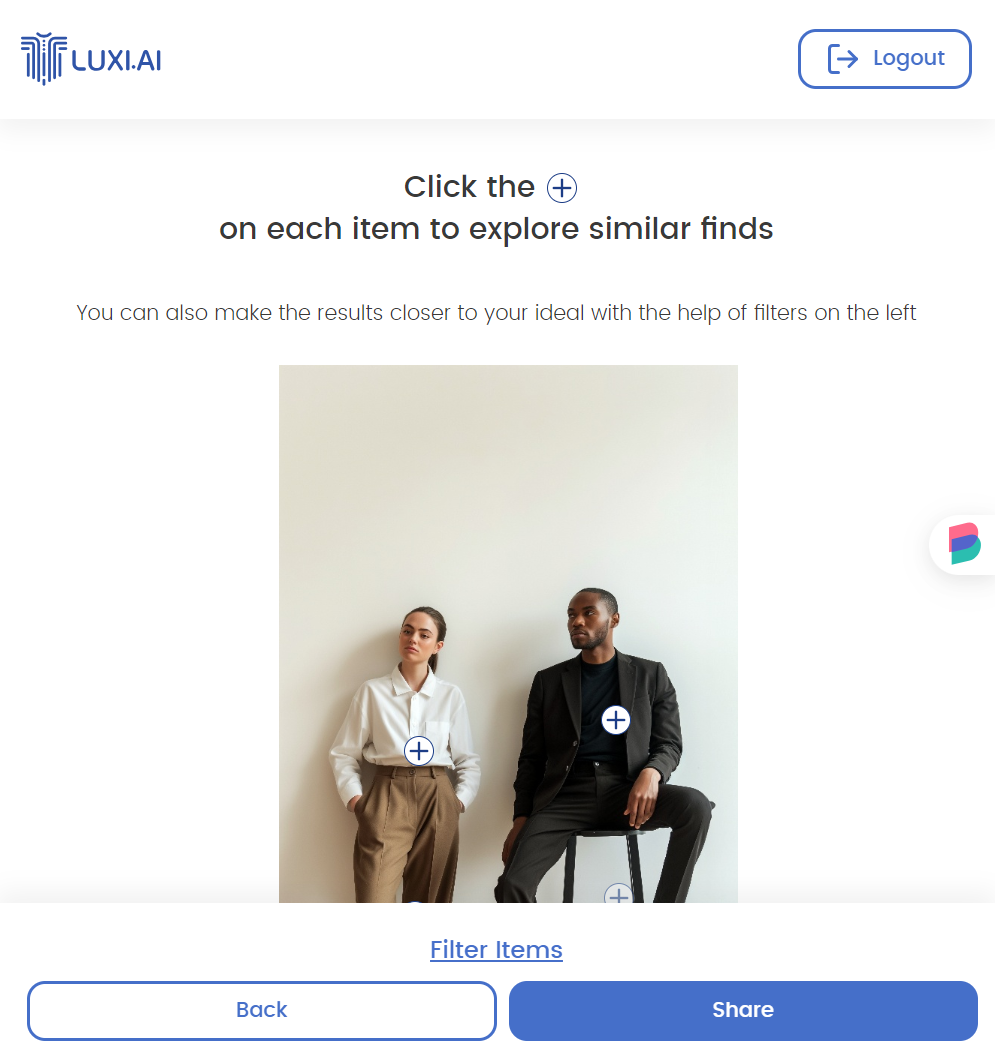 LUXI.AI
Logout
Click the
on each item to explore similar finds
You can also make the results closer to your ideal with the help of filters on the left
Filter Items
Back
Share